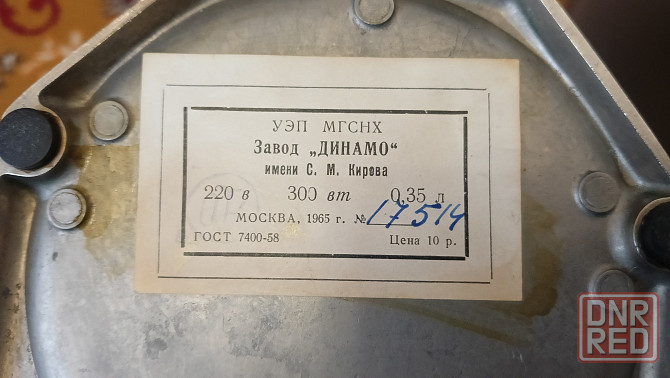 УЭП МГСНХ
Завод „ДИНАМО“
имени С. М. Кирова
220 в 300 вт 0,35 л
МОСКВА, 1965 г. № 17514
ГОСТ 7400-58 Цена 10 р.
DNR
RED